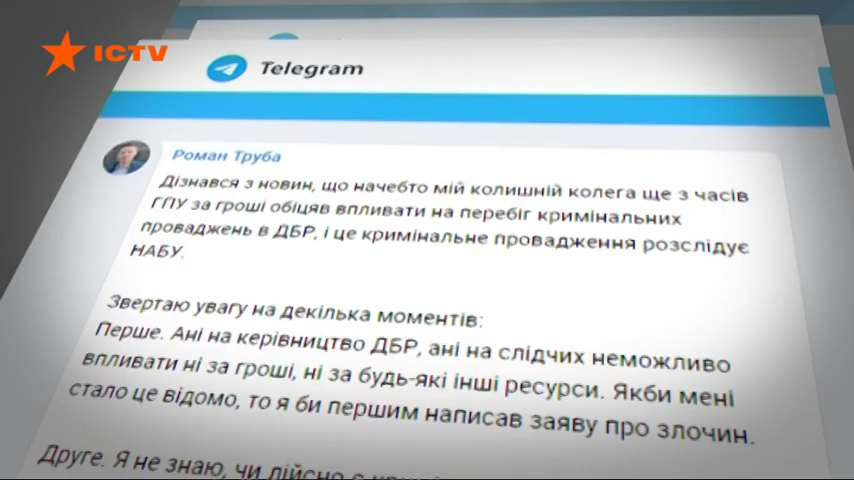 ICTV
Telegram
Роман Труба
Дізнався з новин, що начебто мій колишній колега ще з часів
ГПУ за гроші обіцяв впливати на перебіг кримінальних
проваджень в ДБР, і це кримінальне провадження розслідує
НАБУ.
Звертаю увагу на декілька моментів:
Перше. Ані на керівництво ДБР, ані на слідчих неможливо
впливати ні за гроші, ні за будь-які інші ресурси. Якби мені
стало це відомо, то я би першим написав заяву про злочин.
Друге. Я не знаю, чи дійсно є